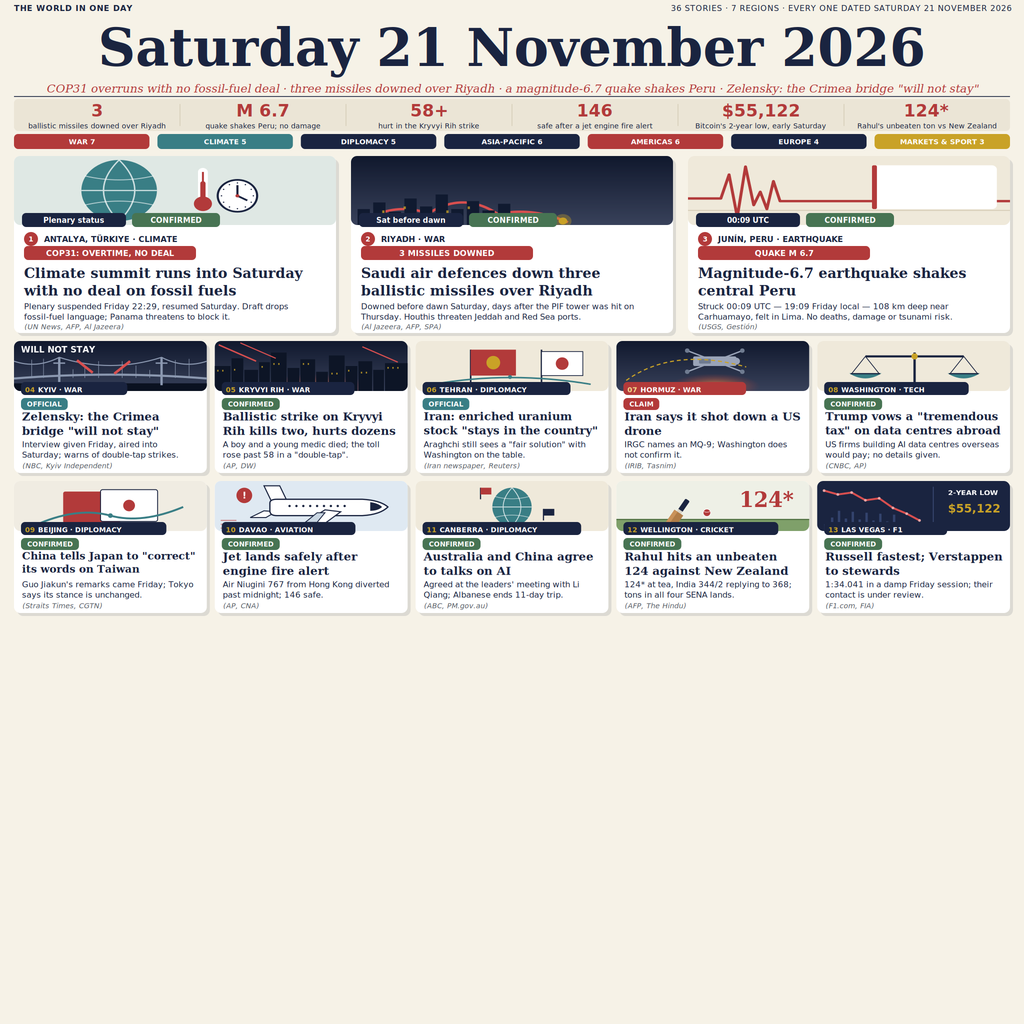 THE WORLD IN ONE DAY
36 STORIES · 7 REGIONS · EVERY ONE DATED SATURDAY 21 NOVEMBER 2026
Saturday 21 November 2026
COP31 overruns with no fossil-fuel deal · three missiles downed over Riyadh · a magnitude-6.7 quake shakes Peru · Zelensky: the Crimea bridge "will not stay"
3
ballistic missiles downed over Riyadh
M 6.7
quake shakes Peru; no damage
58+
hurt in the Kryvyi Rih strike
146
safe after a jet engine fire alert
$55,122
Bitcoin's 2-year low, early Saturday
124*
Rahul's unbeaten ton vs New Zealand
WAR 7
CLIMATE 5
DIPLOMACY 5
ASIA-PACIFIC 6
AMERICAS 6
EUROPE 4
MARKETS & SPORT 3
Plenary status
CONFIRMED
1 ANTALYA, TÜRKIYE · CLIMATE
COP31: OVERTIME, NO DEAL
Climate summit runs into Saturday
with no deal on fossil fuels
Plenary suspended Friday 22:29, resumed Saturday. Draft drops
fossil-fuel language; Panama threatens to block it.
(UN News, AFP, Al Jazeera)
Sat before dawn
CONFIRMED
2 RIYADH · WAR
3 MISSILES DOWNED
Saudi air defences down three
ballistic missiles over Riyadh
Downed before dawn Saturday, days after the PIF tower was hit on
Thursday. Houthis threaten Jeddah and Red Sea ports.
(Al Jazeera, AFP, SPA)
00:09 UTC
CONFIRMED
3 JUNÍN, PERU · EARTHQUAKE
QUAKE M 6.7
Magnitude-6.7 earthquake shakes
central Peru
Struck 00:09 UTC — 19:09 Friday local — 108 km deep near
Carhuamayo, felt in Lima. No deaths, damage or tsunami risk.
(USGS, Gestión)
WILL NOT STAY
04 KYIV · WAR
OFFICIAL
Zelensky: the Crimea
bridge "will not stay"
Interview given Friday, aired into
Saturday; warns of double-tap strikes.
(NBC, Kyiv Independent)
05 KRYVYI RIH · WAR
CONFIRMED
Ballistic strike on Kryvyi
Rih kills two, hurts dozens
A boy and a young medic died; the toll
rose past 58 in a "double-tap".
(AP, DW)
06 TEHRAN · DIPLOMACY
OFFICIAL
Iran: enriched uranium
stock "stays in the country"
Araghchi still sees a "fair solution" with
Washington on the table.
(Iran newspaper, Reuters)
07 HORMUZ · WAR
CLAIM
Iran says it shot down a US
drone
IRGC names an MQ-9; Washington does
not confirm it.
(IRIB, Tasnim)
08 WASHINGTON · TECH
CONFIRMED
Trump vows a "tremendous
tax" on data centres abroad
US firms building AI data centres overseas
would pay; no details given.
(CNBC, AP)
09 BEIJING · DIPLOMACY
CONFIRMED
China tells Japan to "correct"
its words on Taiwan
Guo Jiakun's remarks came Friday; Tokyo
says its stance is unchanged.
(Straits Times, CGTN)
!
10 DAVAO · AVIATION
CONFIRMED
Jet lands safely after
engine fire alert
Air Niugini 767 from Hong Kong diverted
past midnight; 146 safe.
(AP, CNA)
11 CANBERRA · DIPLOMACY
CONFIRMED
Australia and China agree
to talks on AI
Agreed at the leaders' meeting with Li
Qiang; Albanese ends 11-day trip.
(ABC, PM.gov.au)
124*
12 WELLINGTON · CRICKET
CONFIRMED
Rahul hits an unbeaten
124 against New Zealand
124* at tea, India 344/2 replying to 368;
tons in all four SENA lands.
(AFP, The Hindu)
2-YEAR LOW
$55,122
13 LAS VEGAS · F1
CONFIRMED
Russell fastest; Verstappen
to stewards
1:34.041 in a damp Friday session; their
contact is under review.
(F1.com, FIA)